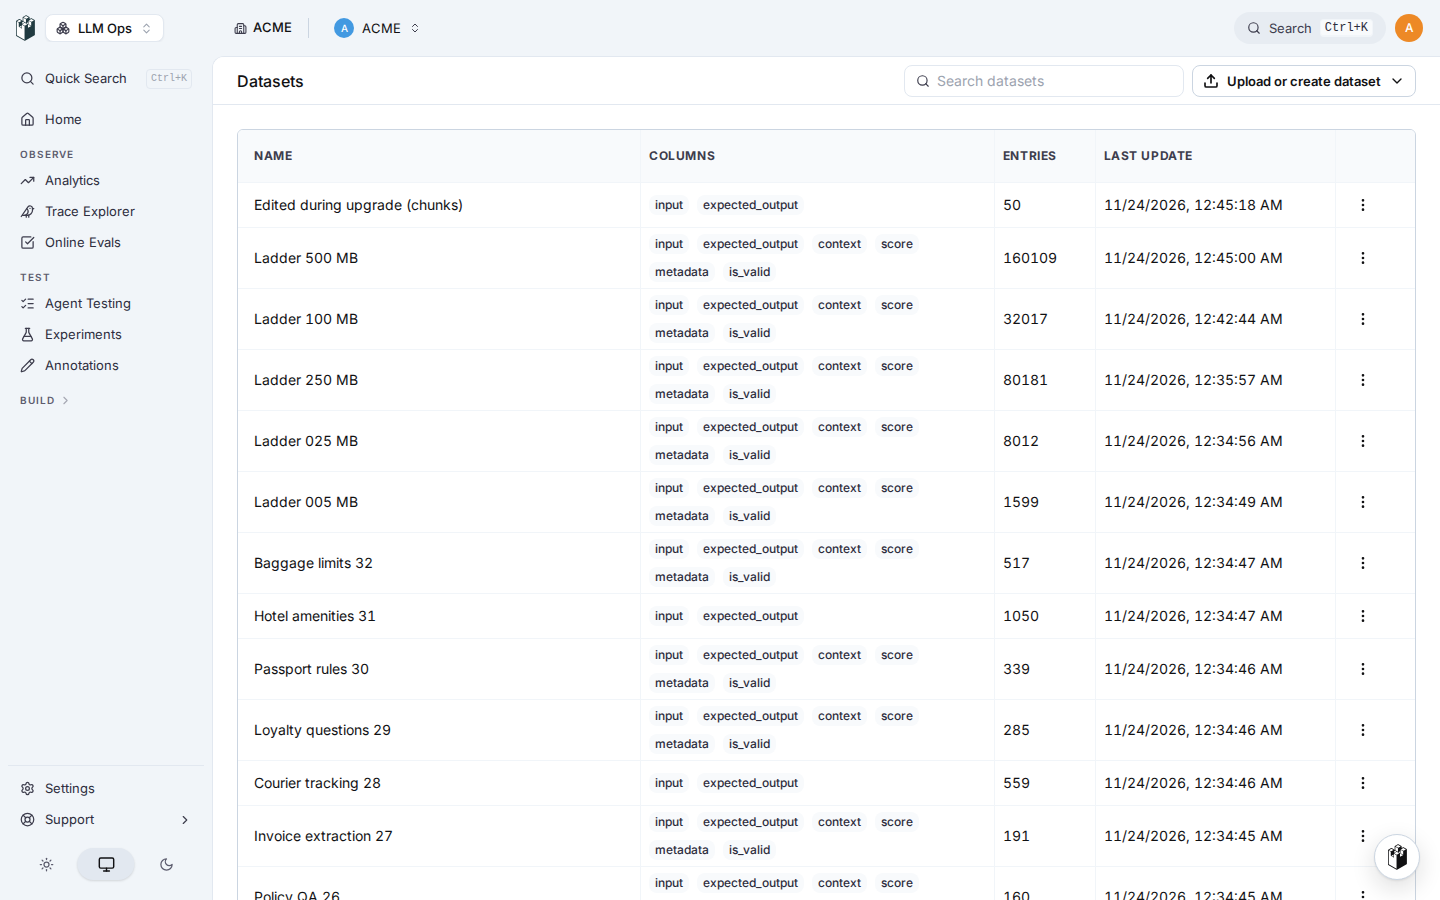 LLM Ops
ACME
A ACME
Search Ctrl+K
A
Quick Search Ctrl+K
Home
OBSERVE
Analytics
Trace Explorer
Online Evals
TEST
Agent Testing
Experiments
Annotations
BUILD
Settings
Support
Datasets
Search datasets
Upload or create dataset
NAME COLUMNS ENTRIES LAST UPDATE
Edited during upgrade (chunks) input expected_output 50 11/24/2026, 12:45:18 AM
Ladder 500 MB input expected_output context score metadata is_valid 160109 11/24/2026, 12:45:00 AM
Ladder 100 MB input expected_output context score metadata is_valid 32017 11/24/2026, 12:42:44 AM
Ladder 250 MB input expected_output context score metadata is_valid 80181 11/24/2026, 12:35:57 AM
Ladder 025 MB input expected_output context score metadata is_valid 8012 11/24/2026, 12:34:56 AM
Ladder 005 MB input expected_output context score metadata is_valid 1599 11/24/2026, 12:34:49 AM
Baggage limits 32 input expected_output context score metadata is_valid 517 11/24/2026, 12:34:47 AM
Hotel amenities 31 input expected_output 1050 11/24/2026, 12:34:47 AM
Passport rules 30 input expected_output context score metadata is_valid 339 11/24/2026, 12:34:46 AM
Loyalty questions 29 input expected_output context score metadata is_valid 285 11/24/2026, 12:34:46 AM
Courier tracking 28 input expected_output 559 11/24/2026, 12:34:46 AM
Invoice extraction 27 input expected_output context score metadata is_valid 191 11/24/2026, 12:34:45 AM
Policy QA 26 input expected_output context score 160 11/24/2026, 12:34:45 AM